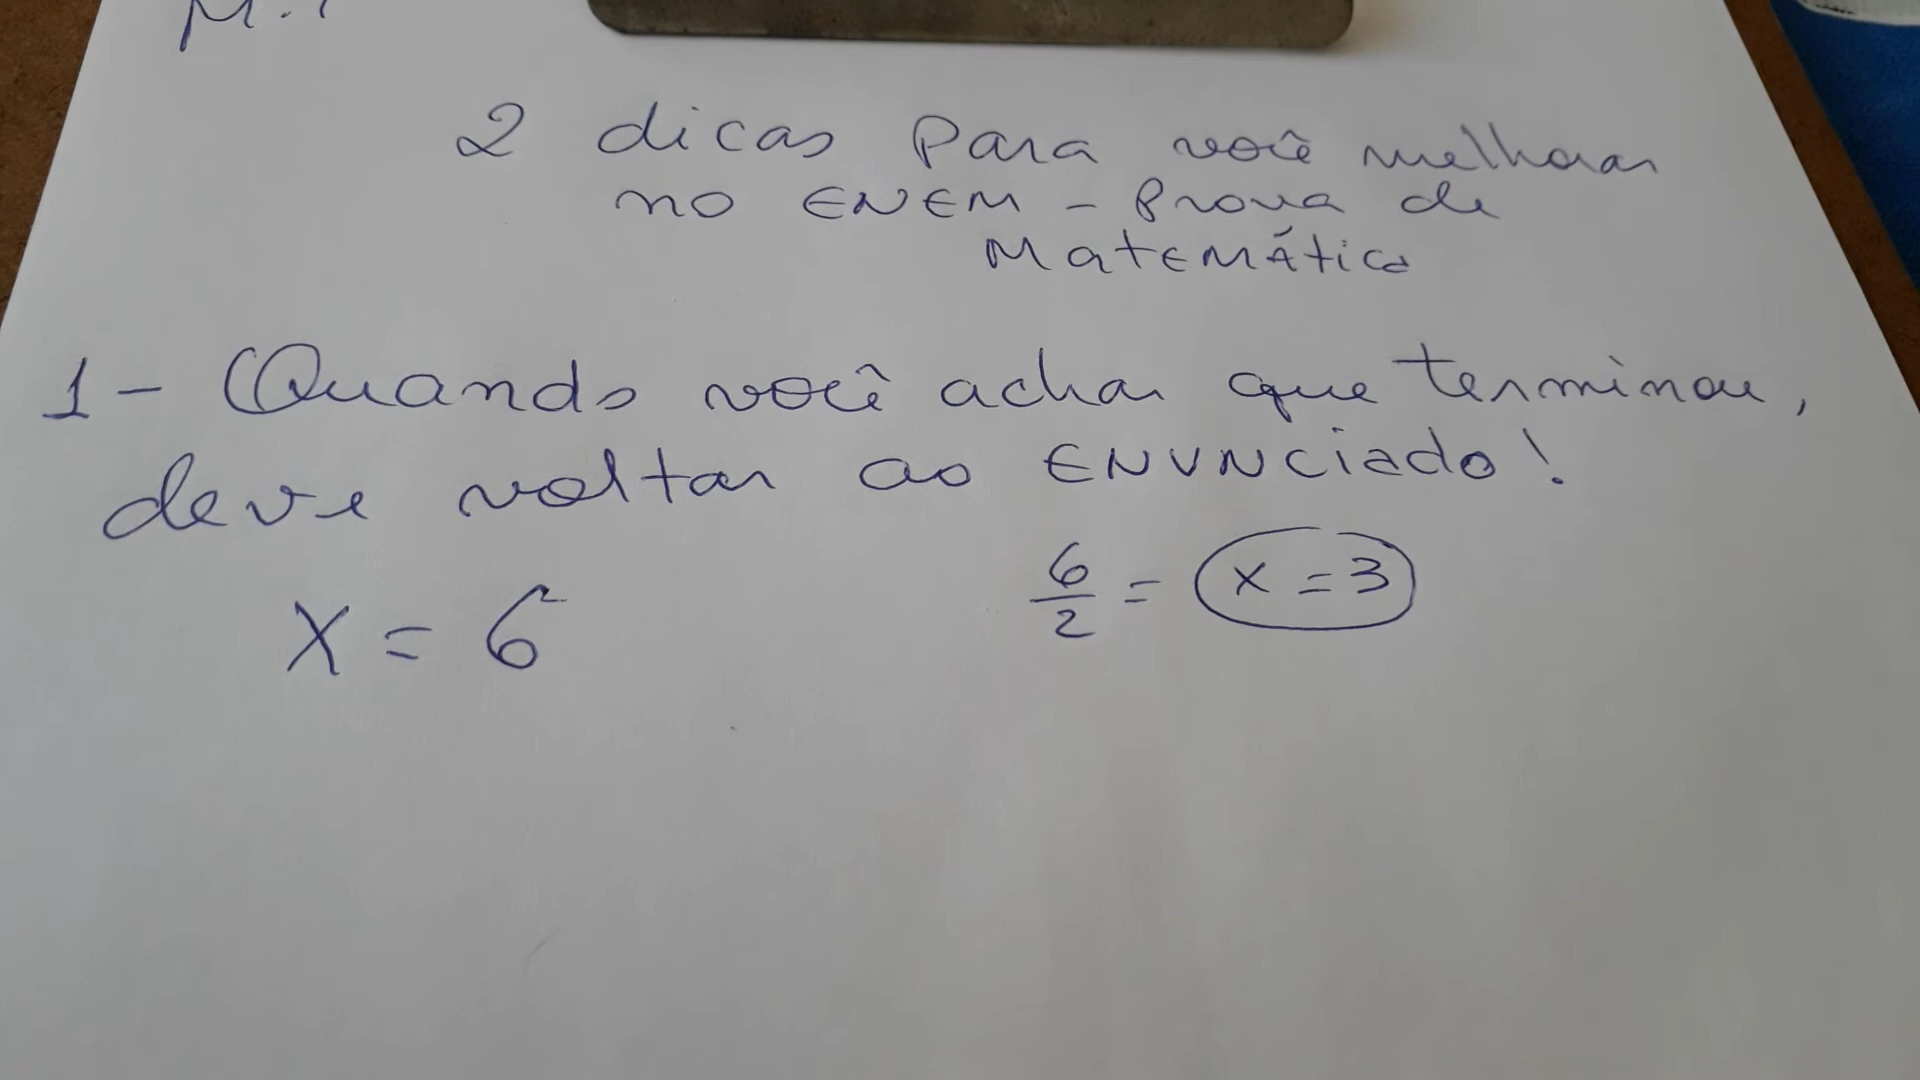 2 dicas Para você melhorar
no ENEM - Prova de
Matemática
1- Quando você achar que terminou,
deve voltar ao ENUNCiado!
X = 6
6/2 = x = 3